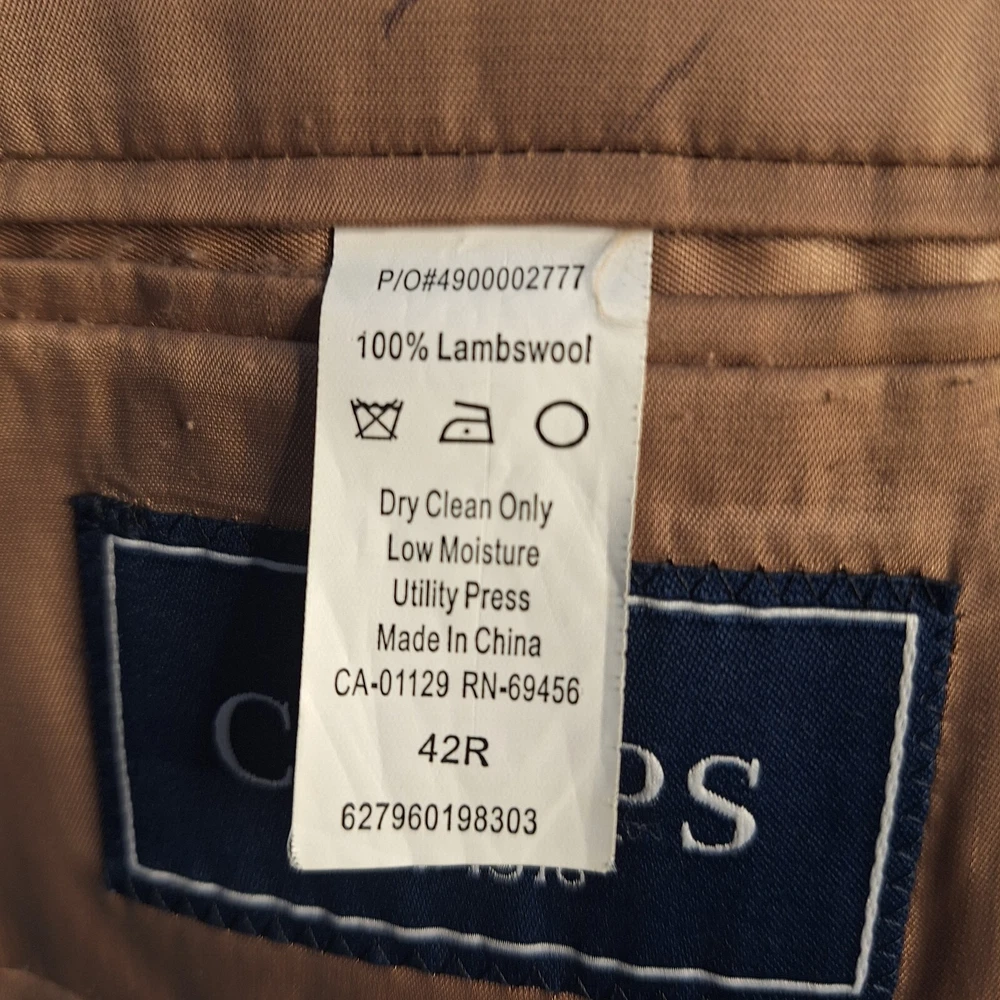 P/O#4900002777
100% Lambswool
Dry Clean Only
Low Moisture
Utility Press
Made In China
CA-01129 RN-69456
42R
627960198303
C PS